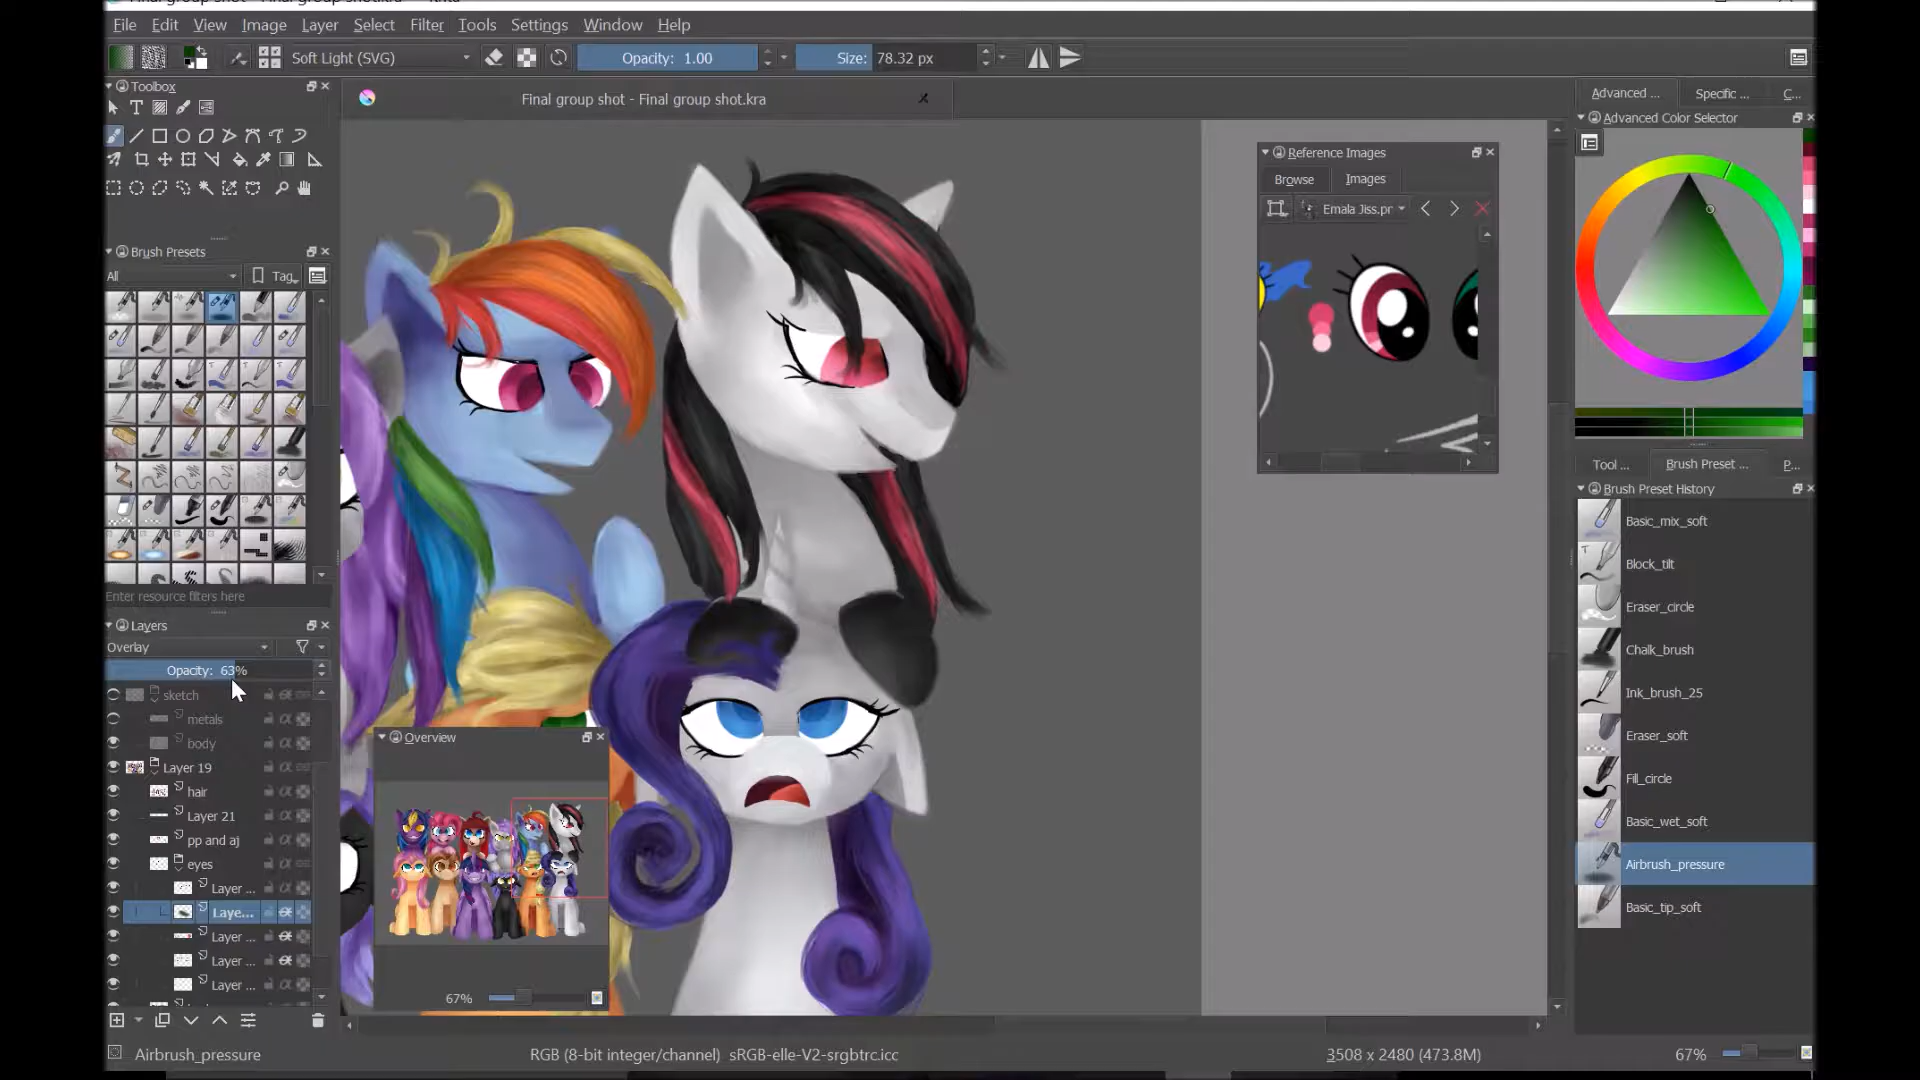 File Edit View Image Layer Select Filter Tools Settings Window Help
Soft Light (SVG) Opacity: 1.00 Size: 78.32 px
Toolbox
Final group shot - Final group shot.kra
Advanced ... Specific ... C...
Advanced Color Selector
Reference Images
Browse Images
Emala Jiss.pr
Brush Presets
All Tag
Tool ... Brush Preset ... P...
Brush Preset History
Basic_mix_soft
Block_tilt
Eraser_circle
Chalk_brush
Ink_brush_25
Eraser_soft
Fill_circle
Basic_wet_soft
Airbrush_pressure
Basic_tip_soft
Enter resource filters here
Layers
Overlay
Opacity: 63%
sketch
metals
body
Layer 19
hair
Layer 21
pp and aj
eyes
Layer ...
Laye...
Layer ...
Layer ...
Layer ...
Overview
67%
Airbrush_pressure RGB (8-bit integer/channel) sRGB-elle-V2-srgbtrc.icc 3508 x 2480 (473.8M) 67%